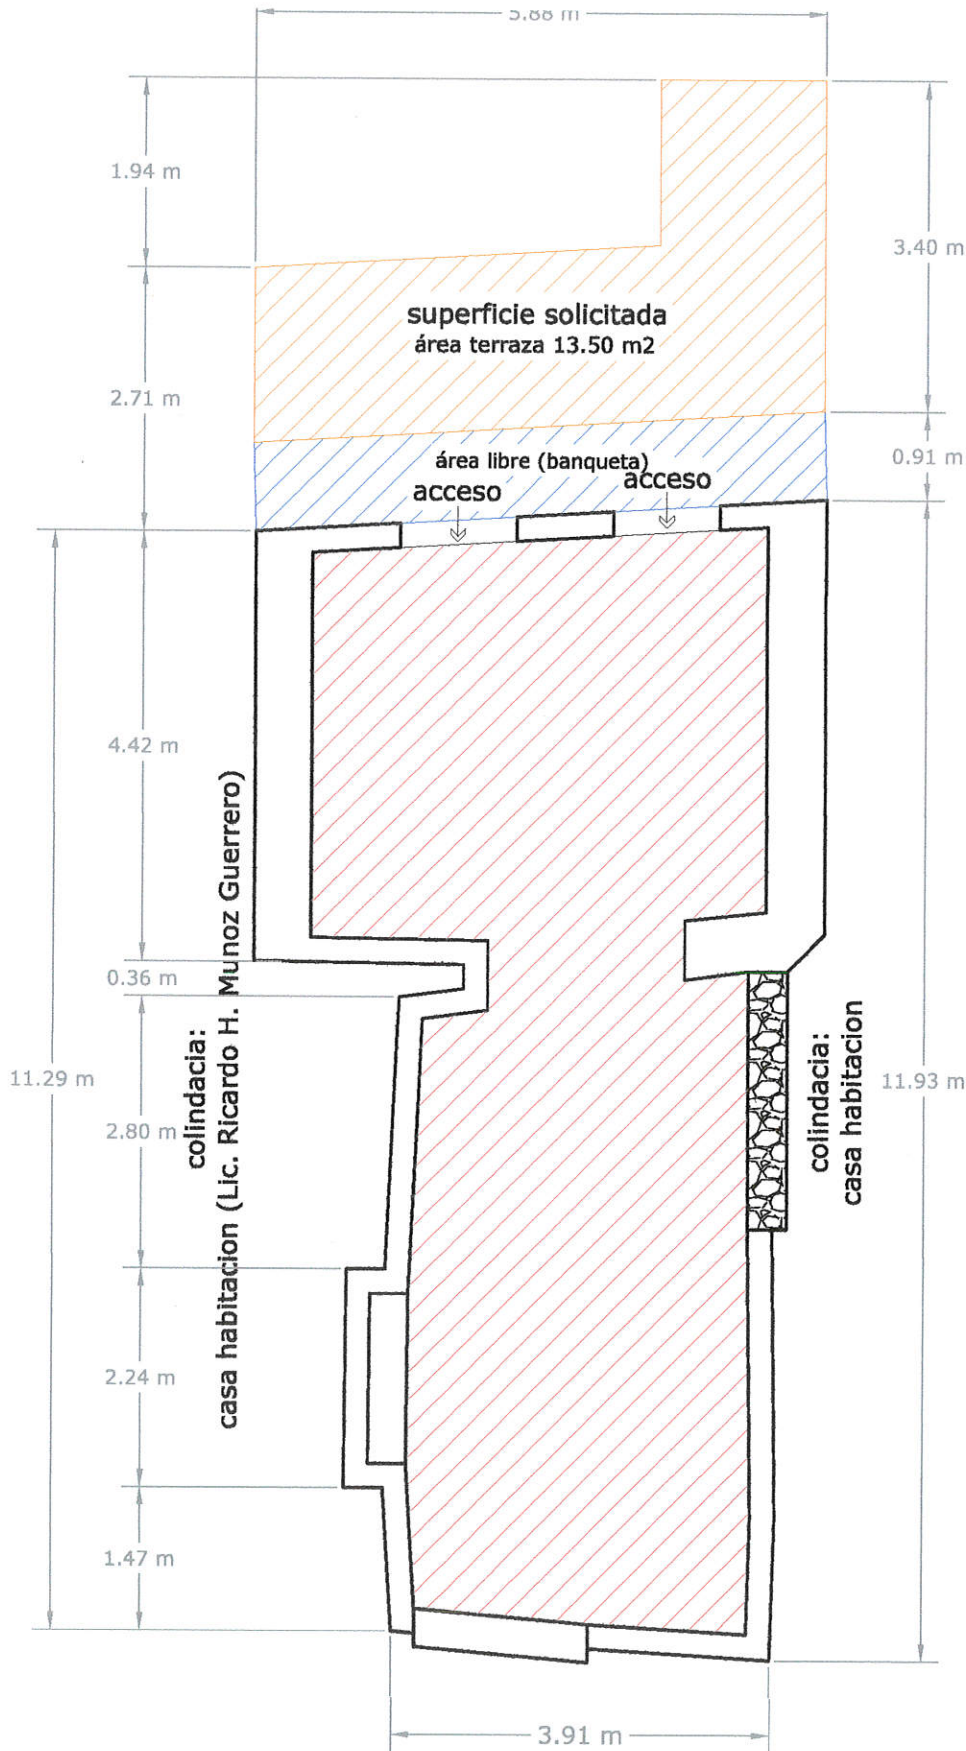 5.88 m
1.94 m
3.40 m
superficie solicitada
área terraza 13.50 m2
2.71 m
0.91 m
área libre (banqueta)
acceso
acceso
4.42 m
0.36 m
11.29 m
2.80 m
colindacia:
casa habitacion (Lic. Ricardo H. Munoz Guerrero)
colindacia:
casa habitacion
11.93 m
2.24 m
1.47 m
3.91 m